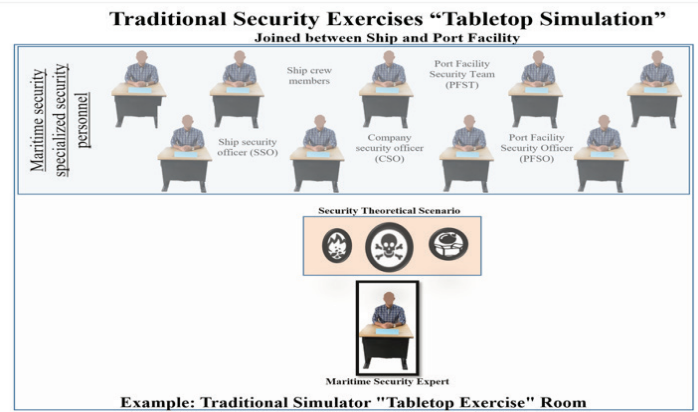 Traditional Security Exercises “Tabletop Simulation”
Joined between Ship and Port Facility
Maritime security
specialized security
personnel
Ship crew
members
Port Facility
Security Team
(PFST)
Ship security
officer (SSO)
Company
security officer
(CSO)
Port Facility
Security Officer
(PFSO)
Security Theoretical Scenario
Maritime Security Expert
Example: Traditional Simulator "Tabletop Exercise" Room